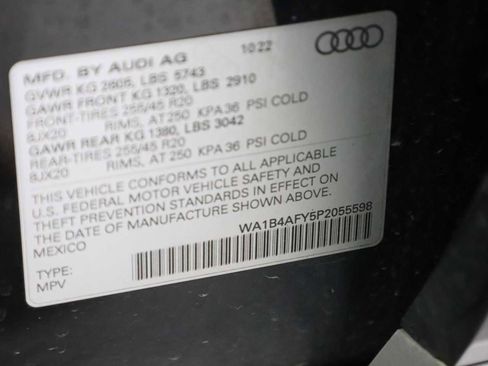 MFD. BY AUDI AG 10.22
GVWR KG 2605, LBS 5743
GAWR FRONT KG 1320, LBS 2910
FRONT-TIRES 255/45 R20
8JX20 RIMS, AT 250 KPA 36 PSI COLD
GAWR REAR KG 1380, LBS 3042
REAR-TIRES 255/45 R20
8JX20 RIMS, AT 250 KPA 36 PSI COLD
THIS VEHICLE CONFORMS TO ALL APPLICABLE
U.S. FEDERAL MOTOR VEHICLE SAFETY AND
THEFT PREVENTION STANDARDS IN EFFECT ON
THE DATE OF MANUFACTURE SHOWN ABOVE.
MEXICO WA1B4AFY5P2055598
TYPE:
MPV